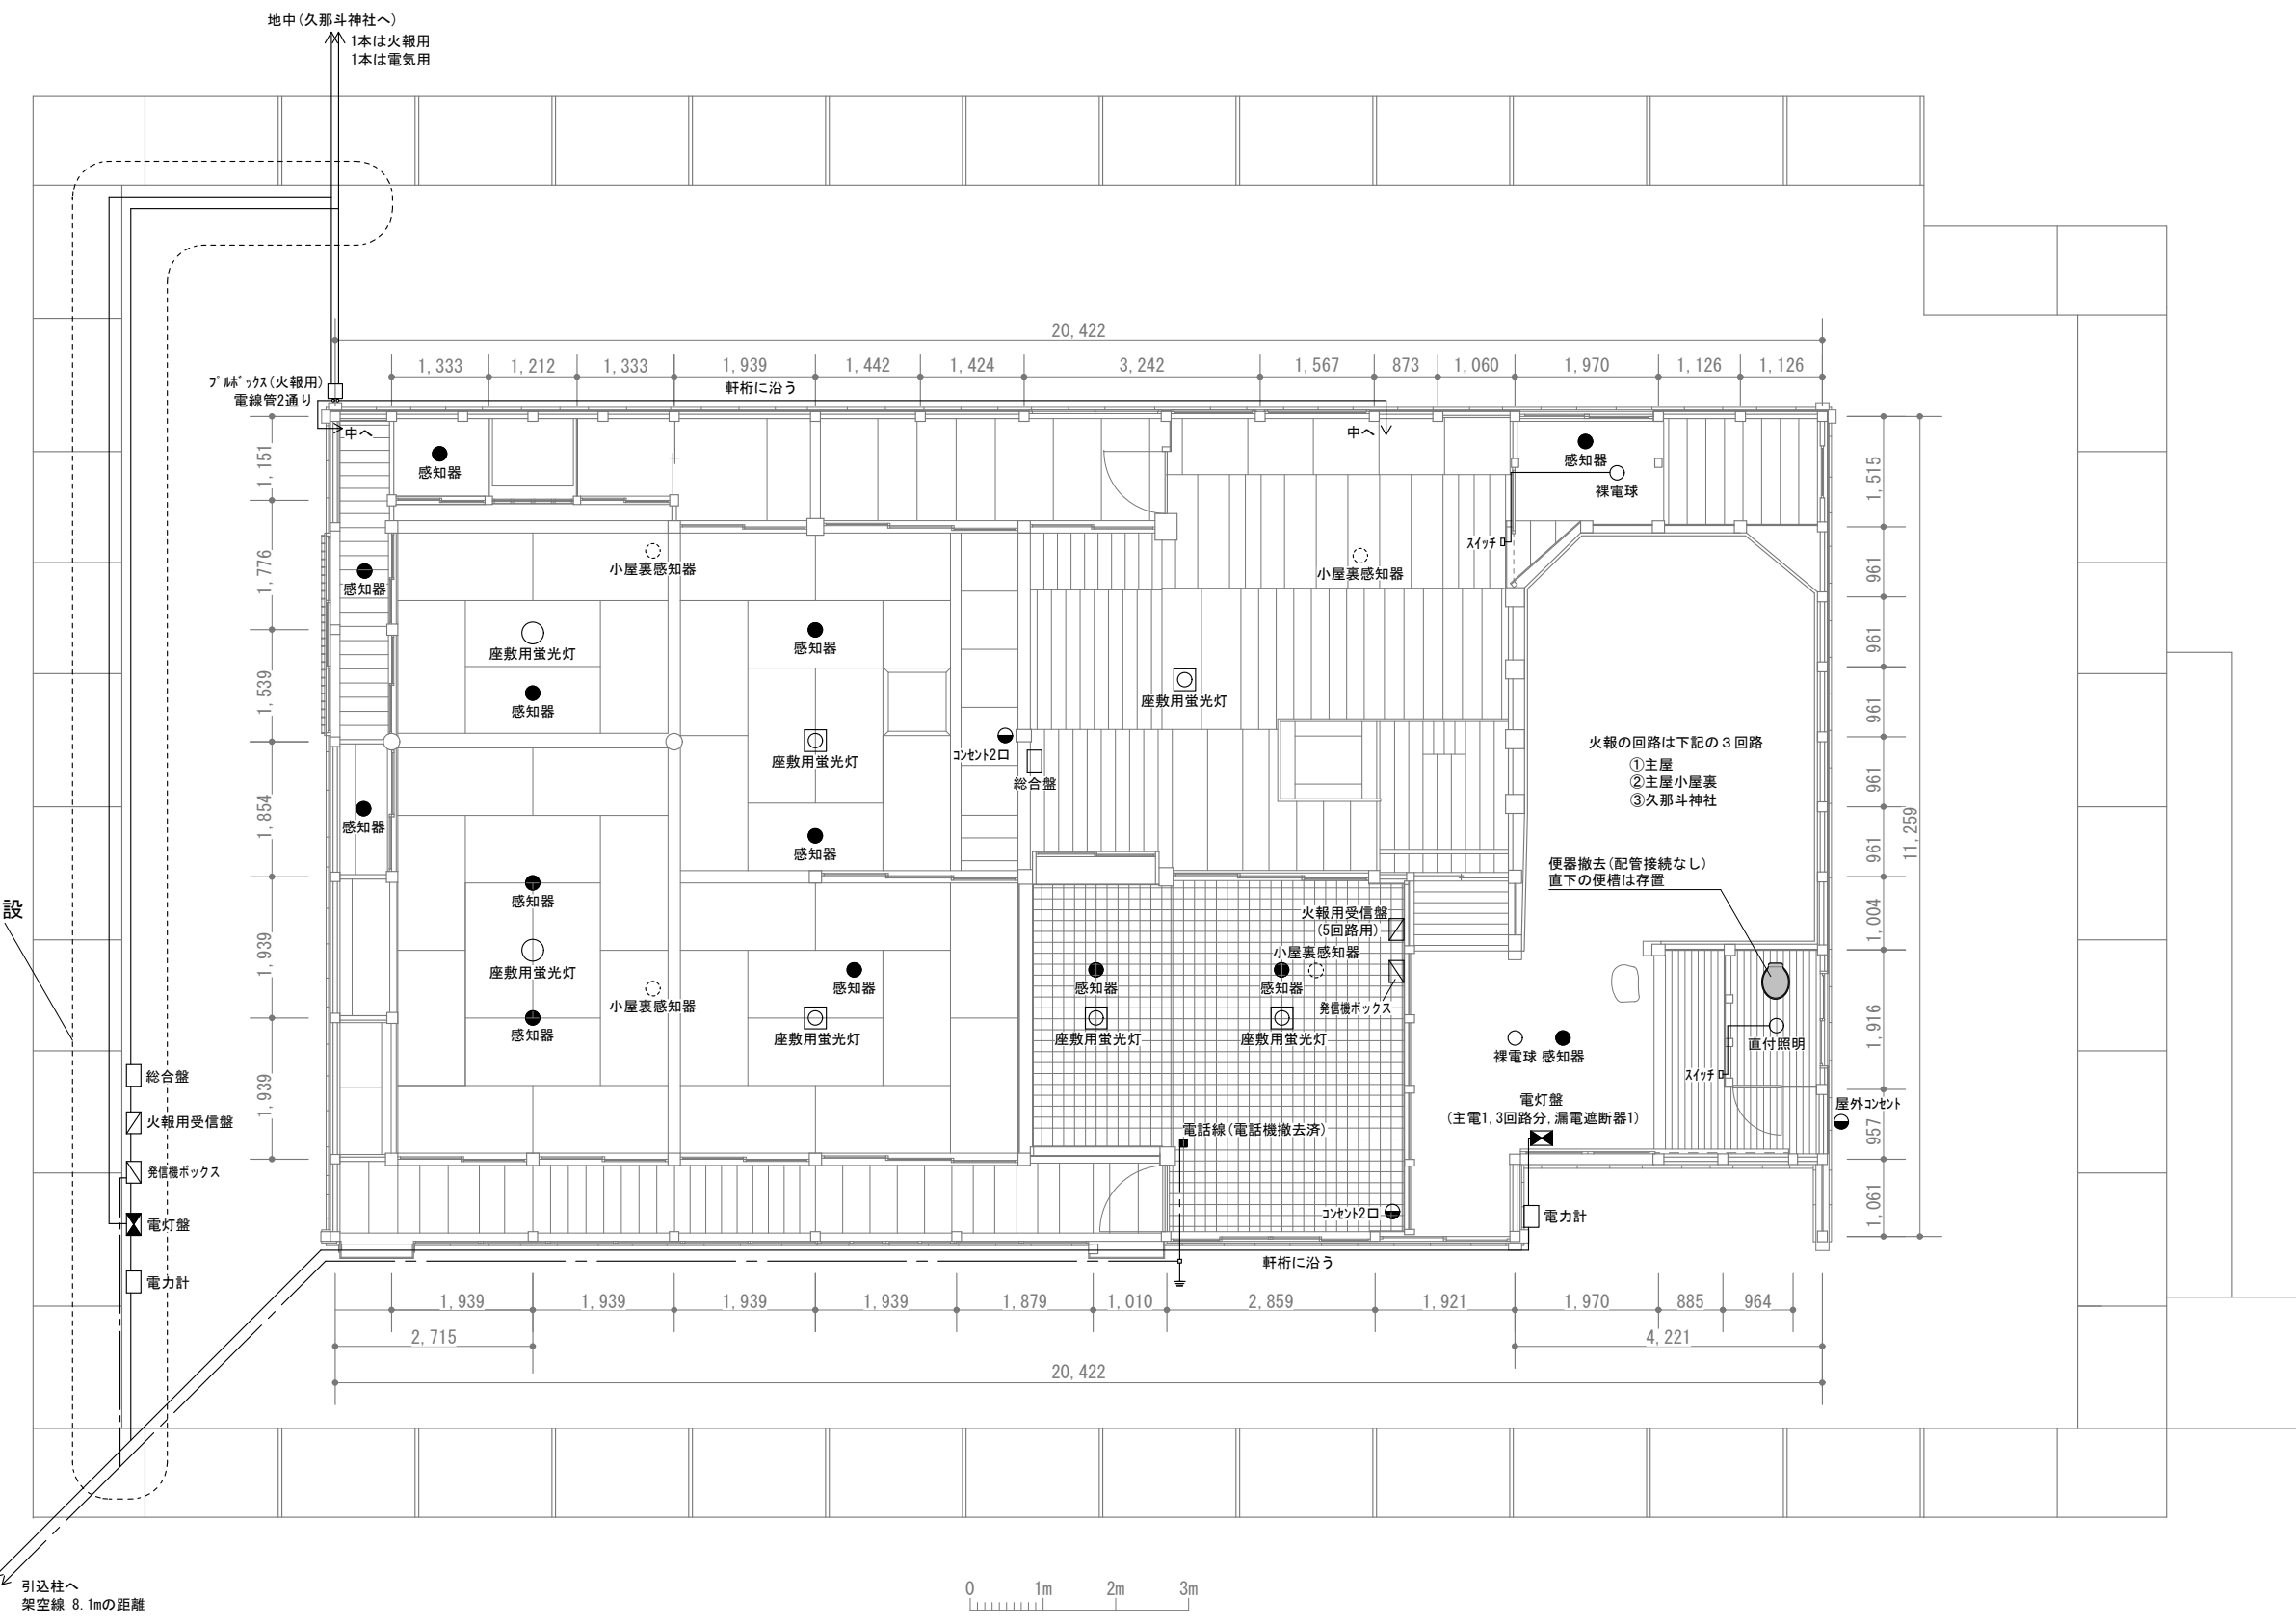 地中(久那斗神社へ)
1本は火報用
1本は電気用
20,422
1,333
1,212
1,333
1,939
1,442
1,424
3,242
1,567
873
1,060
1,970
1,126
1,126
軒桁に沿う
プルボックス(火報用)
電線管2通り
中へ
中へ
感知器
感知器
裸電球
スイッチ
小屋裏感知器
小屋裏感知器
感知器
座敷用蛍光灯
感知器
感知器
座敷用蛍光灯
座敷用蛍光灯
コンセント2口
総合盤
感知器
感知器
感知器
座敷用蛍光灯
感知器
小屋裏感知器
感知器
座敷用蛍光灯
火報の回路は下記の3回路
①主屋
②主屋小屋裏
③久那斗神社
便器撤去(配管接続なし)
直下の便槽は存置
火報用受信盤
(5回路用)
小屋裏感知器
感知器
感知器
発信機ボックス
座敷用蛍光灯
座敷用蛍光灯
裸電球
感知器
直付照明
スイッチ
電灯盤
(主電1,3回路分,漏電遮断器1)
屋外コンセント
電話線(電話機撤去済)
コンセント2口
電力計
軒桁に沿う
1,151
1,776
1,539
1,854
1,939
1,939
1,515
961
961
961
961
961
1,004
1,916
957
1,061
11,259
設
総合盤
火報用受信盤
発信機ボックス
電灯盤
電力計
1,939
1,939
1,939
1,939
1,879
1,010
2,859
1,921
1,970
885
964
2,715
4,221
20,422
引込柱へ
架空線 8.1mの距離
0
1m
2m
3m